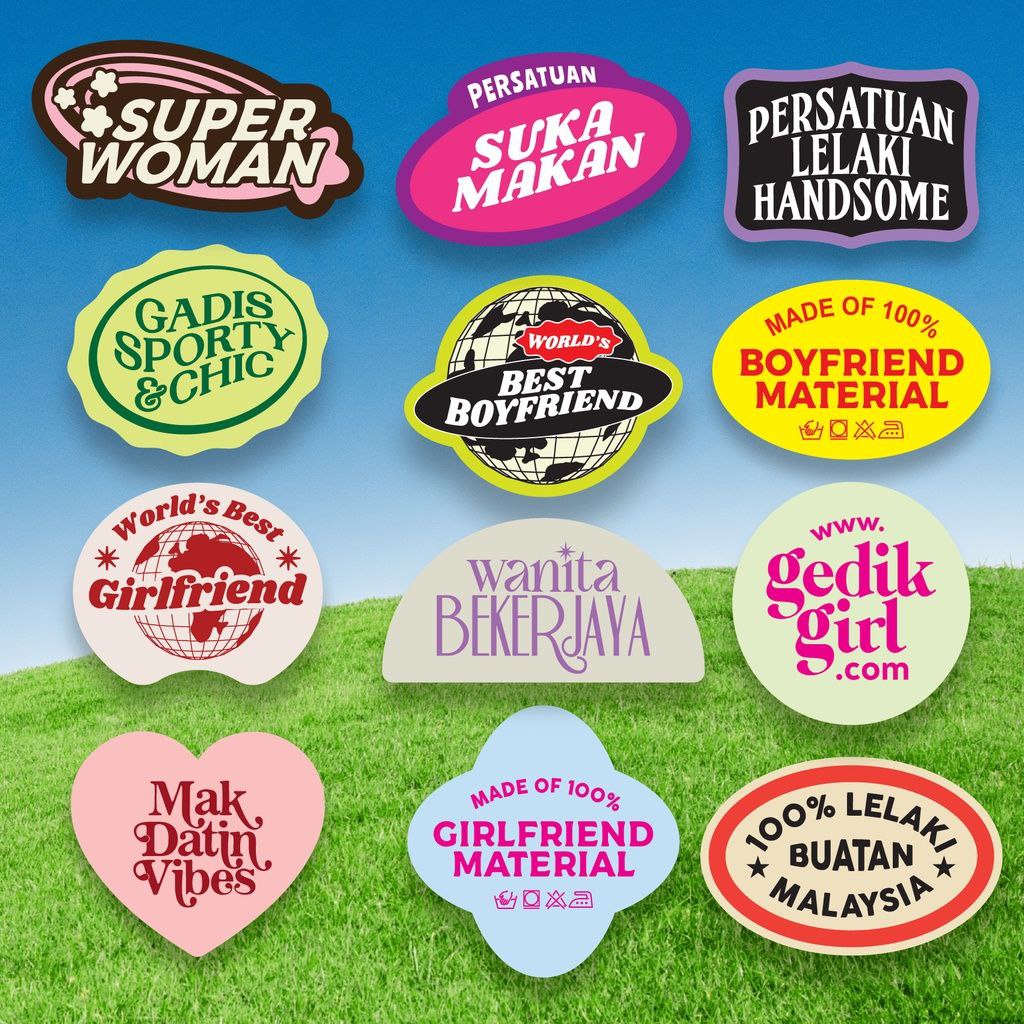 SUPER
WOMAN
PERSATUAN
SUKA
MAKAN
PERSATUAN
LELAKI
HANDSOME
GADIS
SPORTY
& CHIC
WORLD'S
BEST
BOYFRIEND
MADE OF 100%
BOYFRIEND
MATERIAL
World's Best
Girlfriend
wanita
BEKERJAYA
www.
gedik
girl
.com
Mak
Datin
Vibes
MADE OF 100%
GIRLFRIEND
MATERIAL
100% LELAKI
BUATAN
MALAYSIA